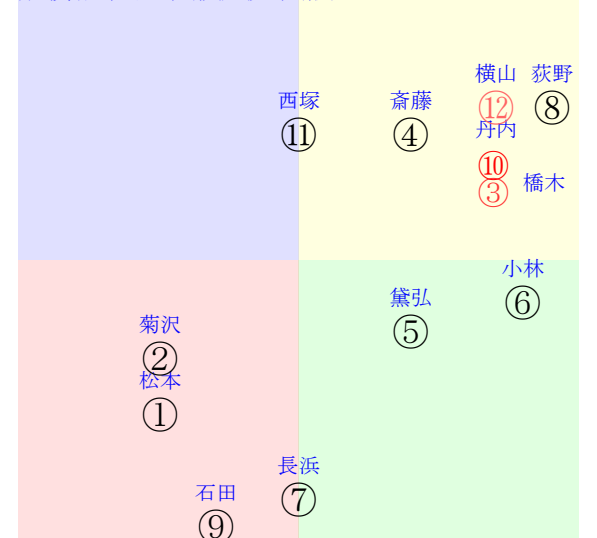 横山 荻野
⑫ ⑧
西塚 斎藤
⑪ ④
丹内
⑩
③ 橋木
小林
⑥
黛弘
⑤
菊沢
②
松本
①
長浜
⑦
石田
⑨